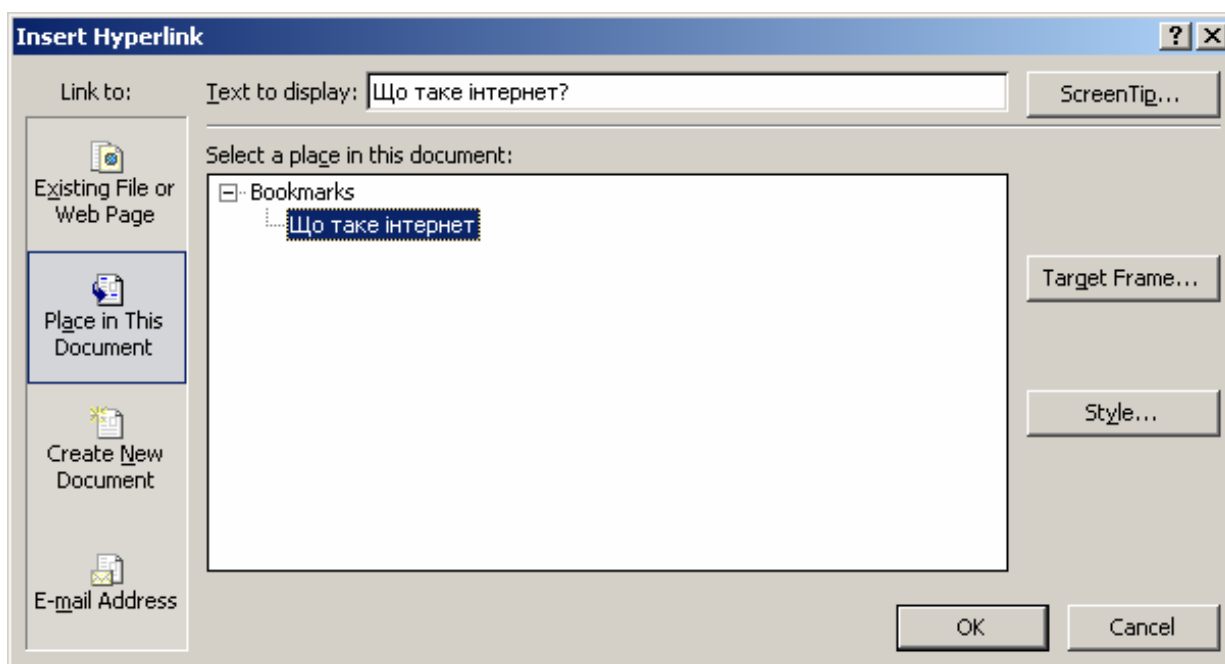 Insert Hyperlink
Link to:
Text to display:
Що таке інтернет?
ScreenTip...
Existing File or
Web Page
Place in This
Document
Create New
Document
E-mail Address
Select a place in this document:
Bookmarks
Що таке інтернет
Target Frame...
Style...
OK
Cancel